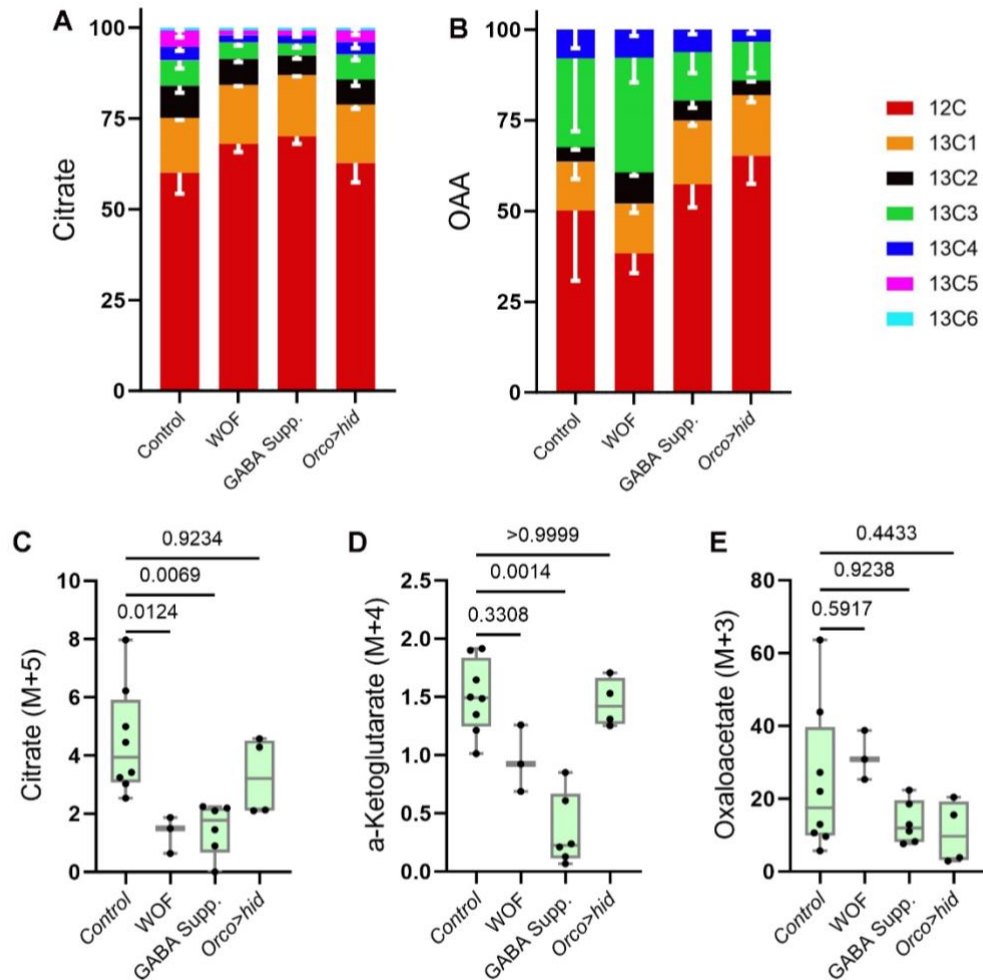 A
100
75
50
25
0
Citrate
Control
WOF
GABA Supp.
Orco>hid
B
100
75
50
25
0
OAA
Control
WOF
GABA Supp.
Orco>hid
12C
13C1
13C2
13C3
13C4
13C5
13C6
C
0.9234
0.0069
0.0124
10
8
6
4
2
0
Citrate (M+5)
Control
WOF
GABA Supp.
Orco>hid
D
>0.9999
0.0014
0.3308
2.5
2.0
1.5
1.0
0.5
0.0
a-Ketoglutarate (M+4)
Control
WOF
GABA Supp.
Orco>hid
E
0.4433
0.9238
0.5917
80
60
40
20
0
Oxaloacetate (M+3)
Control
WOF
GABA Supp.
Orco>hid